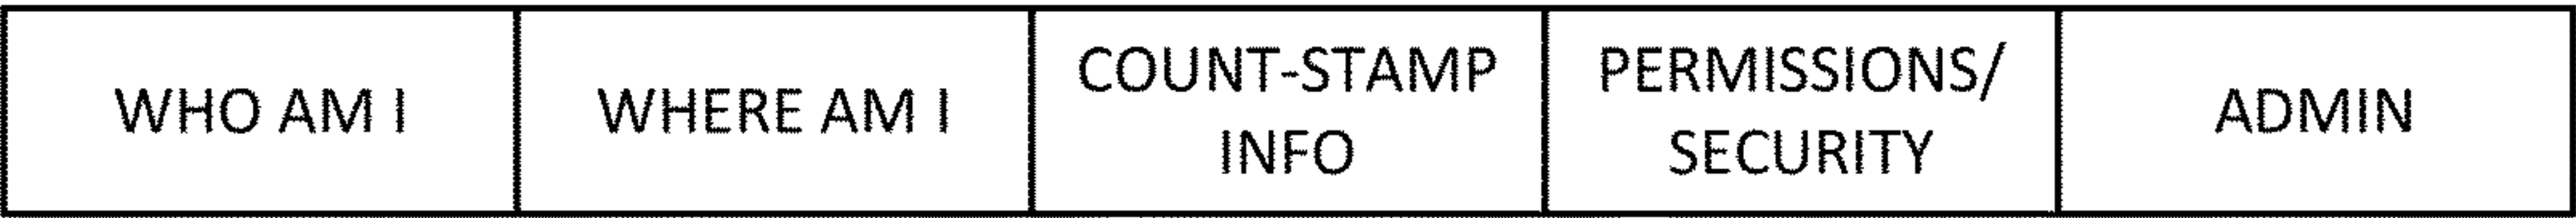 WHO AM I
WHERE AM I
COUNT-STAMP
INFO
PERMISSIONS/
SECURITY
ADMIN